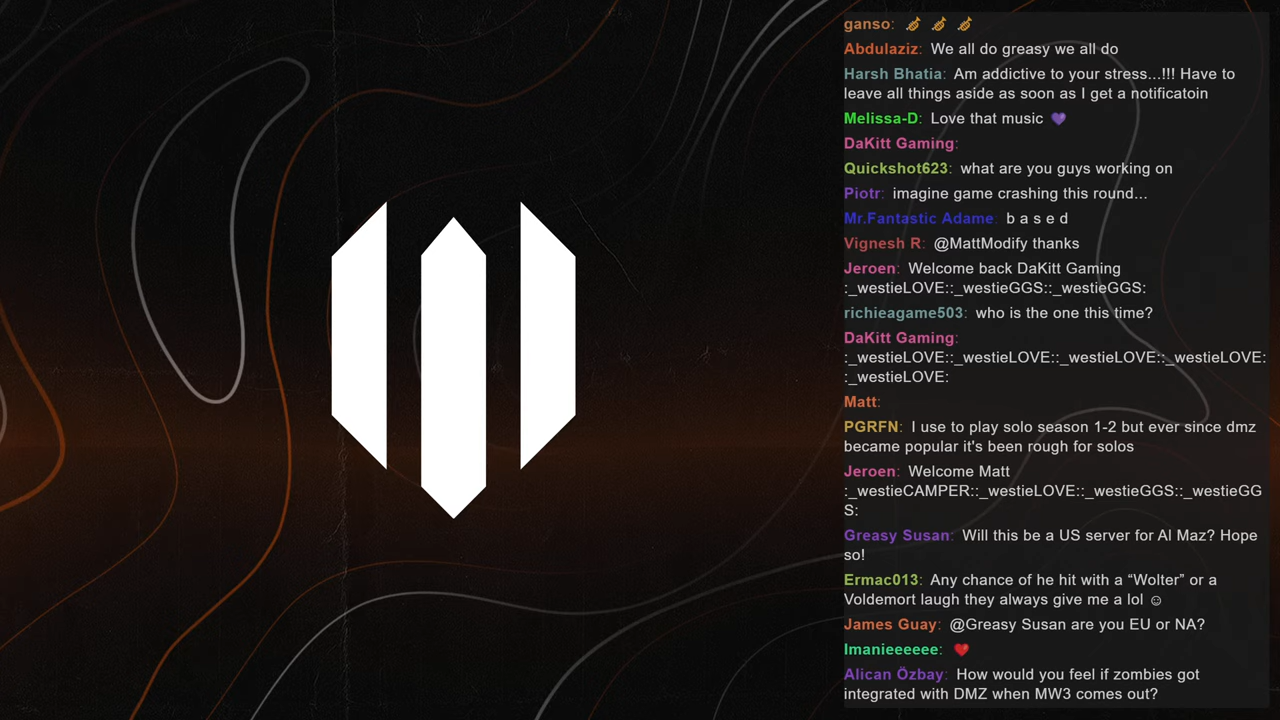 ganso: 🎺 🎺 🎺
Abdulaziz: We all do greasy we all do
Harsh Bhatia: Am addictive to your stress...!!! Have to
leave all things aside as soon as I get a notificatoin
Melissa-D: Love that music 💜
DaKitt Gaming:
Quickshot623: what are you guys working on
Piotr: imagine game crashing this round...
Mr.Fantastic Adame: b a s e d
Vignesh R: @MattModify thanks
Jeroen: Welcome back DaKitt Gaming
:_westieLOVE::_westieGGS::_westieGGS:
richieagame503: who is the one this time?
DaKitt Gaming:
:_westieLOVE::_westieLOVE::_westieLOVE::_westieLOVE:
:_westieLOVE:
Matt:
PGRFN: I use to play solo season 1-2 but ever since dmz
became popular it's been rough for solos
Jeroen: Welcome Matt
:_westieCAMPER::_westieLOVE::_westieGGS::_westieGG
S:
Greasy Susan: Will this be a US server for Al Maz? Hope
so!
Ermac013: Any chance of he hit with a “Wolter” or a
Voldemort laugh they always give me a lol ☺
James Guay: @Greasy Susan are you EU or NA?
Imanieeeeee: ❤️
Alican Özbay: How would you feel if zombies got
integrated with DMZ when MW3 comes out?